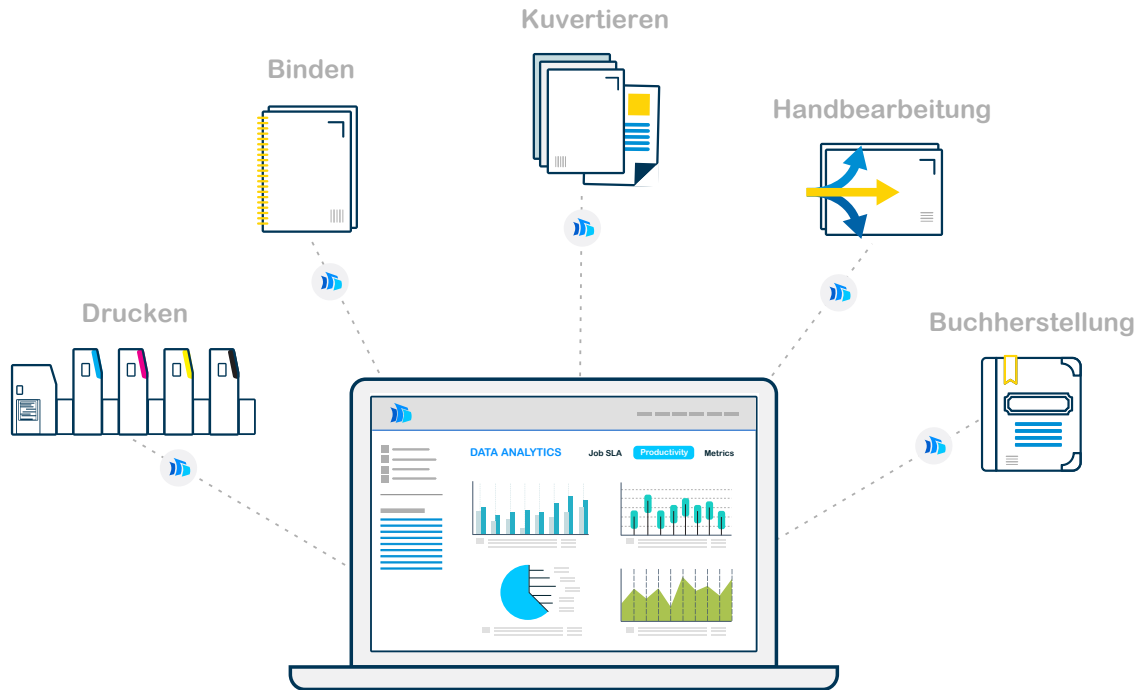 Kuvertieren
Binden
Handbearbeitung
Drucken
Buchherstellung
DATA ANALYTICS
Job SLA
Productivity
Metrics